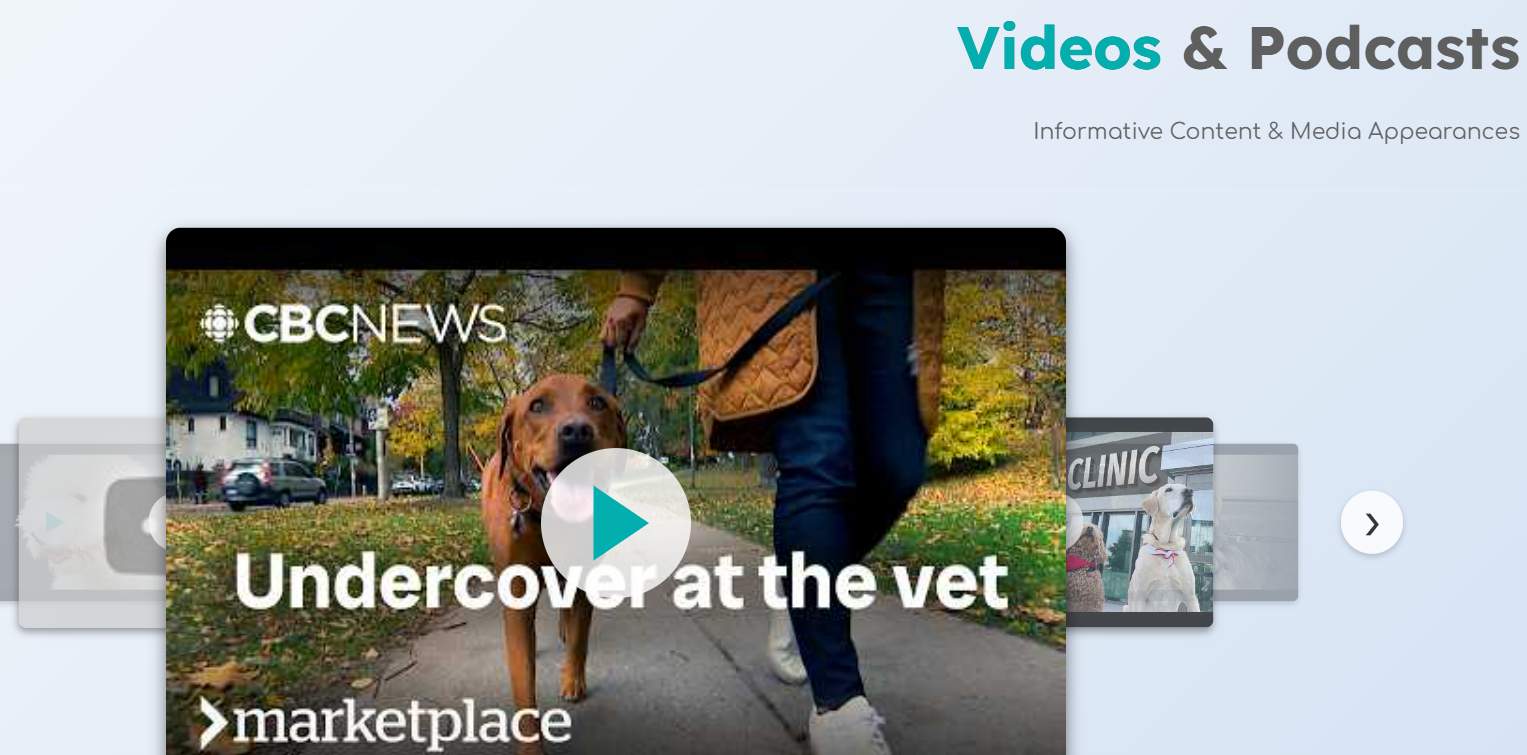 Videos & Podcasts
Informative Content & Media Appearances
CBCNEWS
CLINIC
Undercover at the vet
marketplace